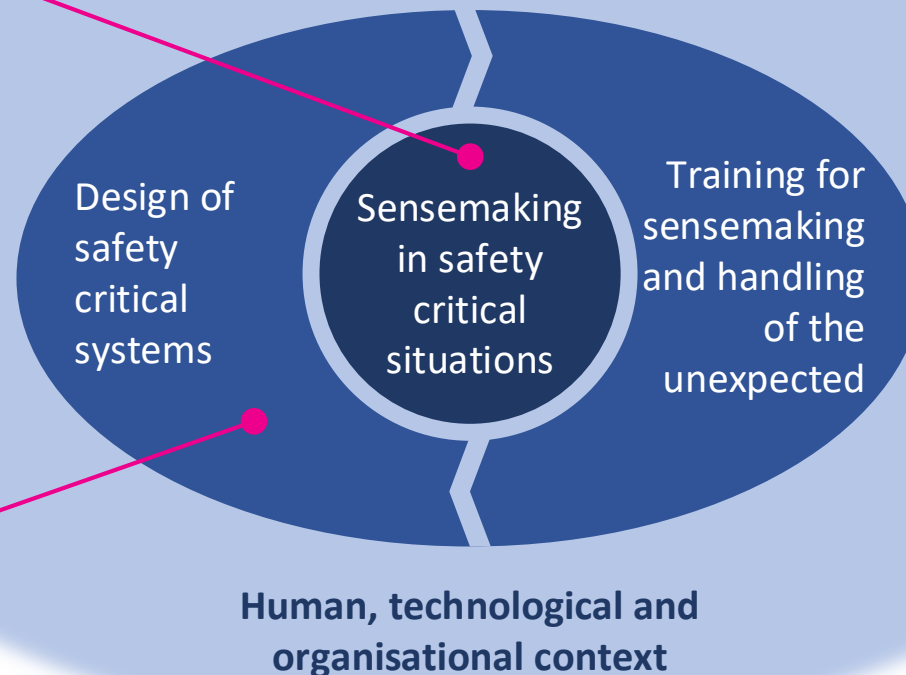 Design of
safety
critical
systems
Sensemaking
in safety
critical
situations
Training for
sensemaking
and handling
of the
unexpected
Human, technological and
organisational context